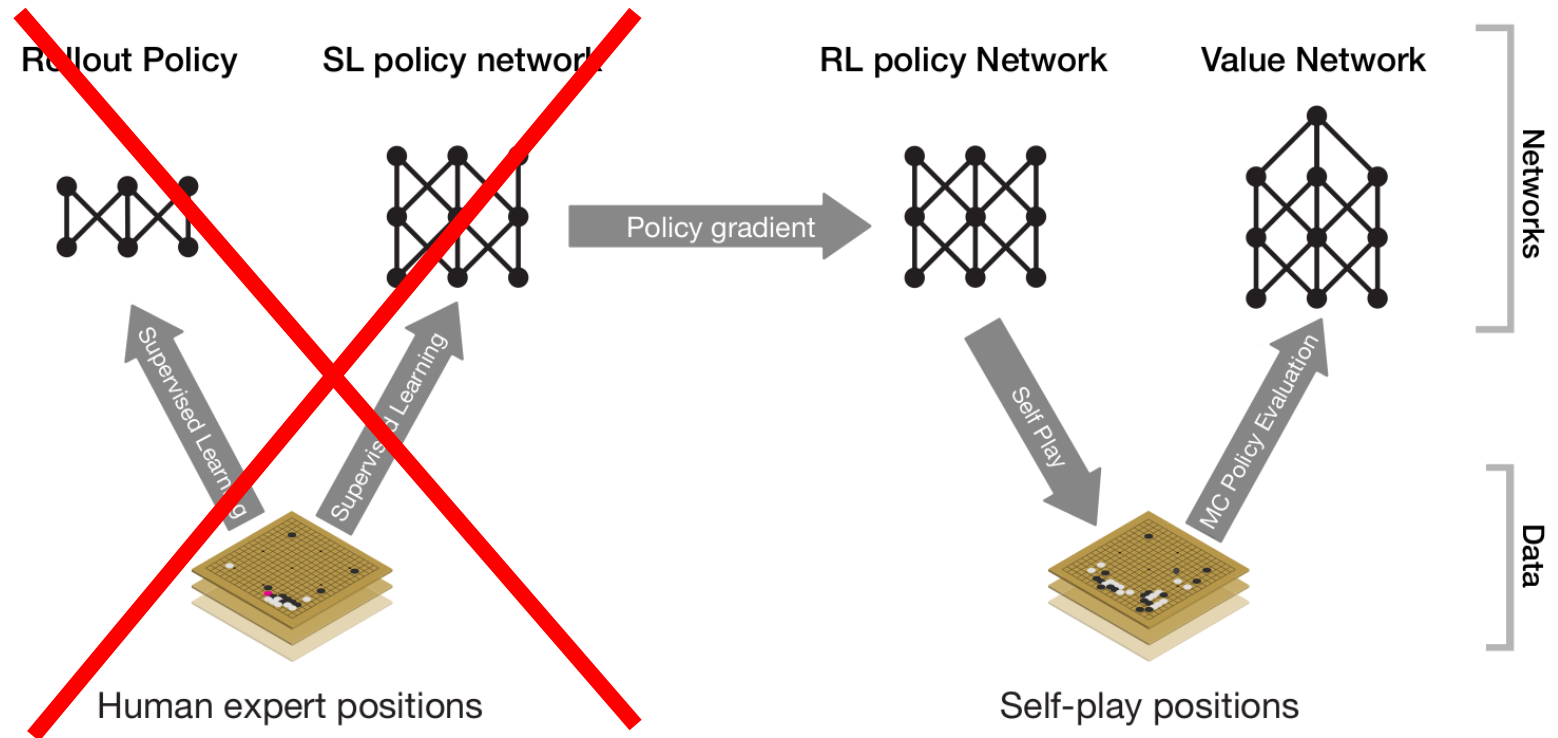 Rollout Policy
SL policy network
RL policy Network
Value Network
Networks
Policy gradient
Supervised Learning
Supervised Learning
Self Play
MC Policy Evaluation
Data
Human expert positions
Self-play positions